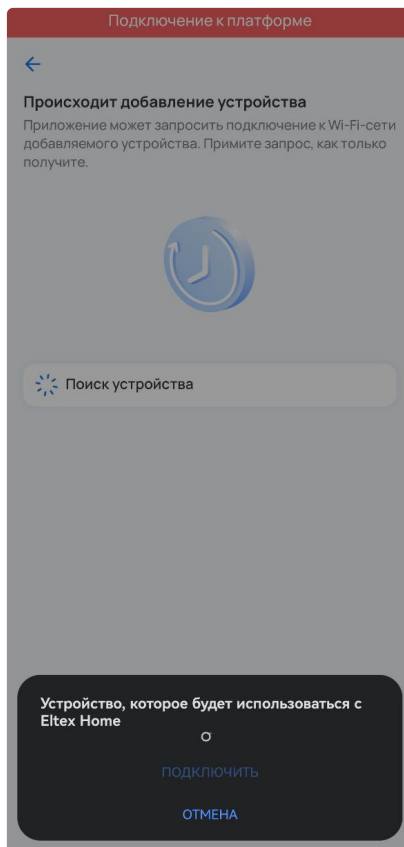 Подключение к платформе
Происходит добавление устройства
Приложение может запросить подключение к Wi-Fi-сети
добавляемого устройства. Примите запрос, как только
получите.
Поиск устройства
Устройство, которое будет использоваться с
Eltex Home
ПОДКЛЮЧИТЬ
ОТМЕНА